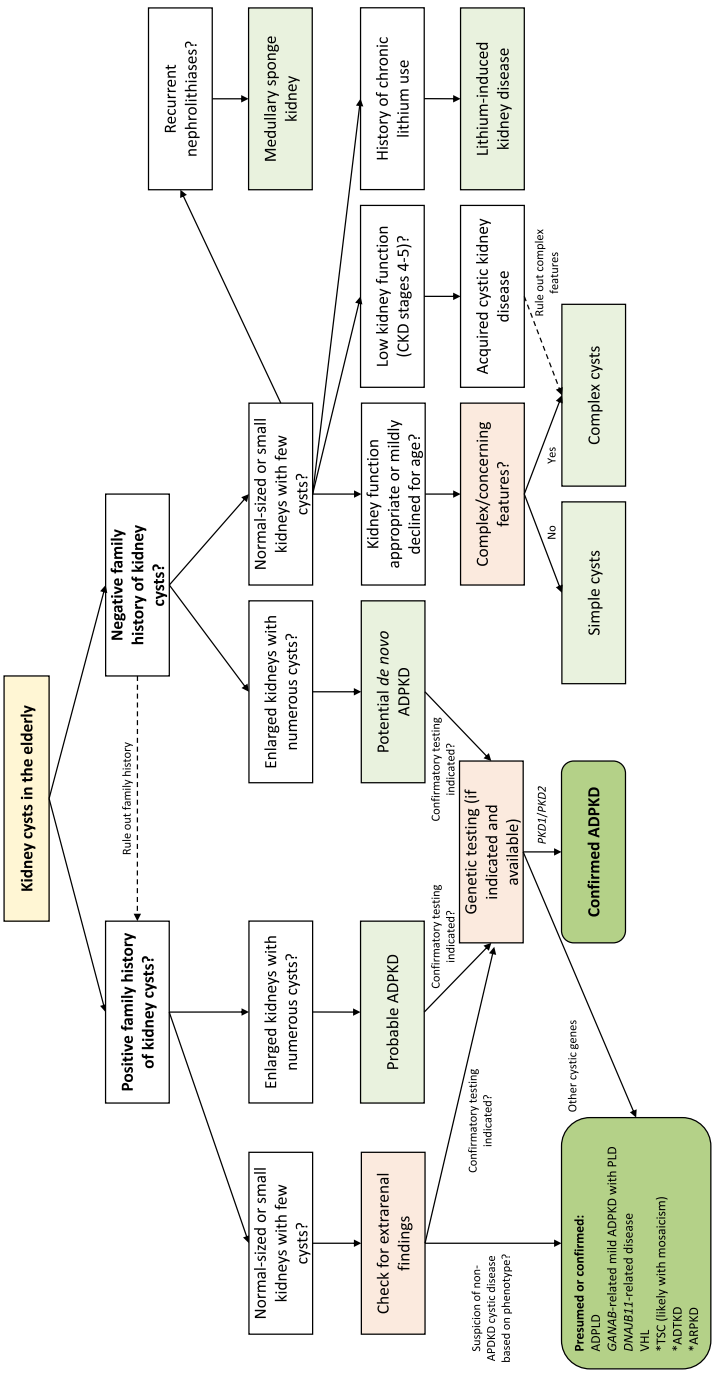 Kidney cysts in the elderly
Positive family history
of kidney cysts?
Rule out family history
Negative family
history of kidney
cysts?
Normal-sized or small
kidneys with few
cysts?
Enlarged kidneys with
numerous cysts?
Enlarged kidneys with
numerous cysts?
Normal-sized or small
kidneys with few
cysts?
Recurrent
nephrolithiases?
Medullary sponge
kidney
Check for extrarenal
findings
Probable ADPKD
Potential de novo
ADPKD
Kidney function
appropriate or mildly
declined for age?
Low kidney function
(CKD stages 4-5)?
History of chronic
lithium use
Suspicion of non-
APDKD cystic disease
based on phenotype?
Confirmatory testing
indicated?
Confirmatory testing
indicated?
Confirmatory testing
indicated?
Genetic testing (if
indicated and
available)
Complex/concerning
features?
Acquired cystic kidney
disease
Lithium-induced
kidney disease
Other cystic genes
PKD1/PKD2
No
Yes
Rule out complex
features
Presumed or confirmed:
ADPLD
GANAB-related mild ADPKD with PLD
DNAJB11-related disease
VHL
*TSC (likely with mosaicism)
*ADTKD
*ARPKD
Confirmed ADPKD
Simple cysts
Complex cysts